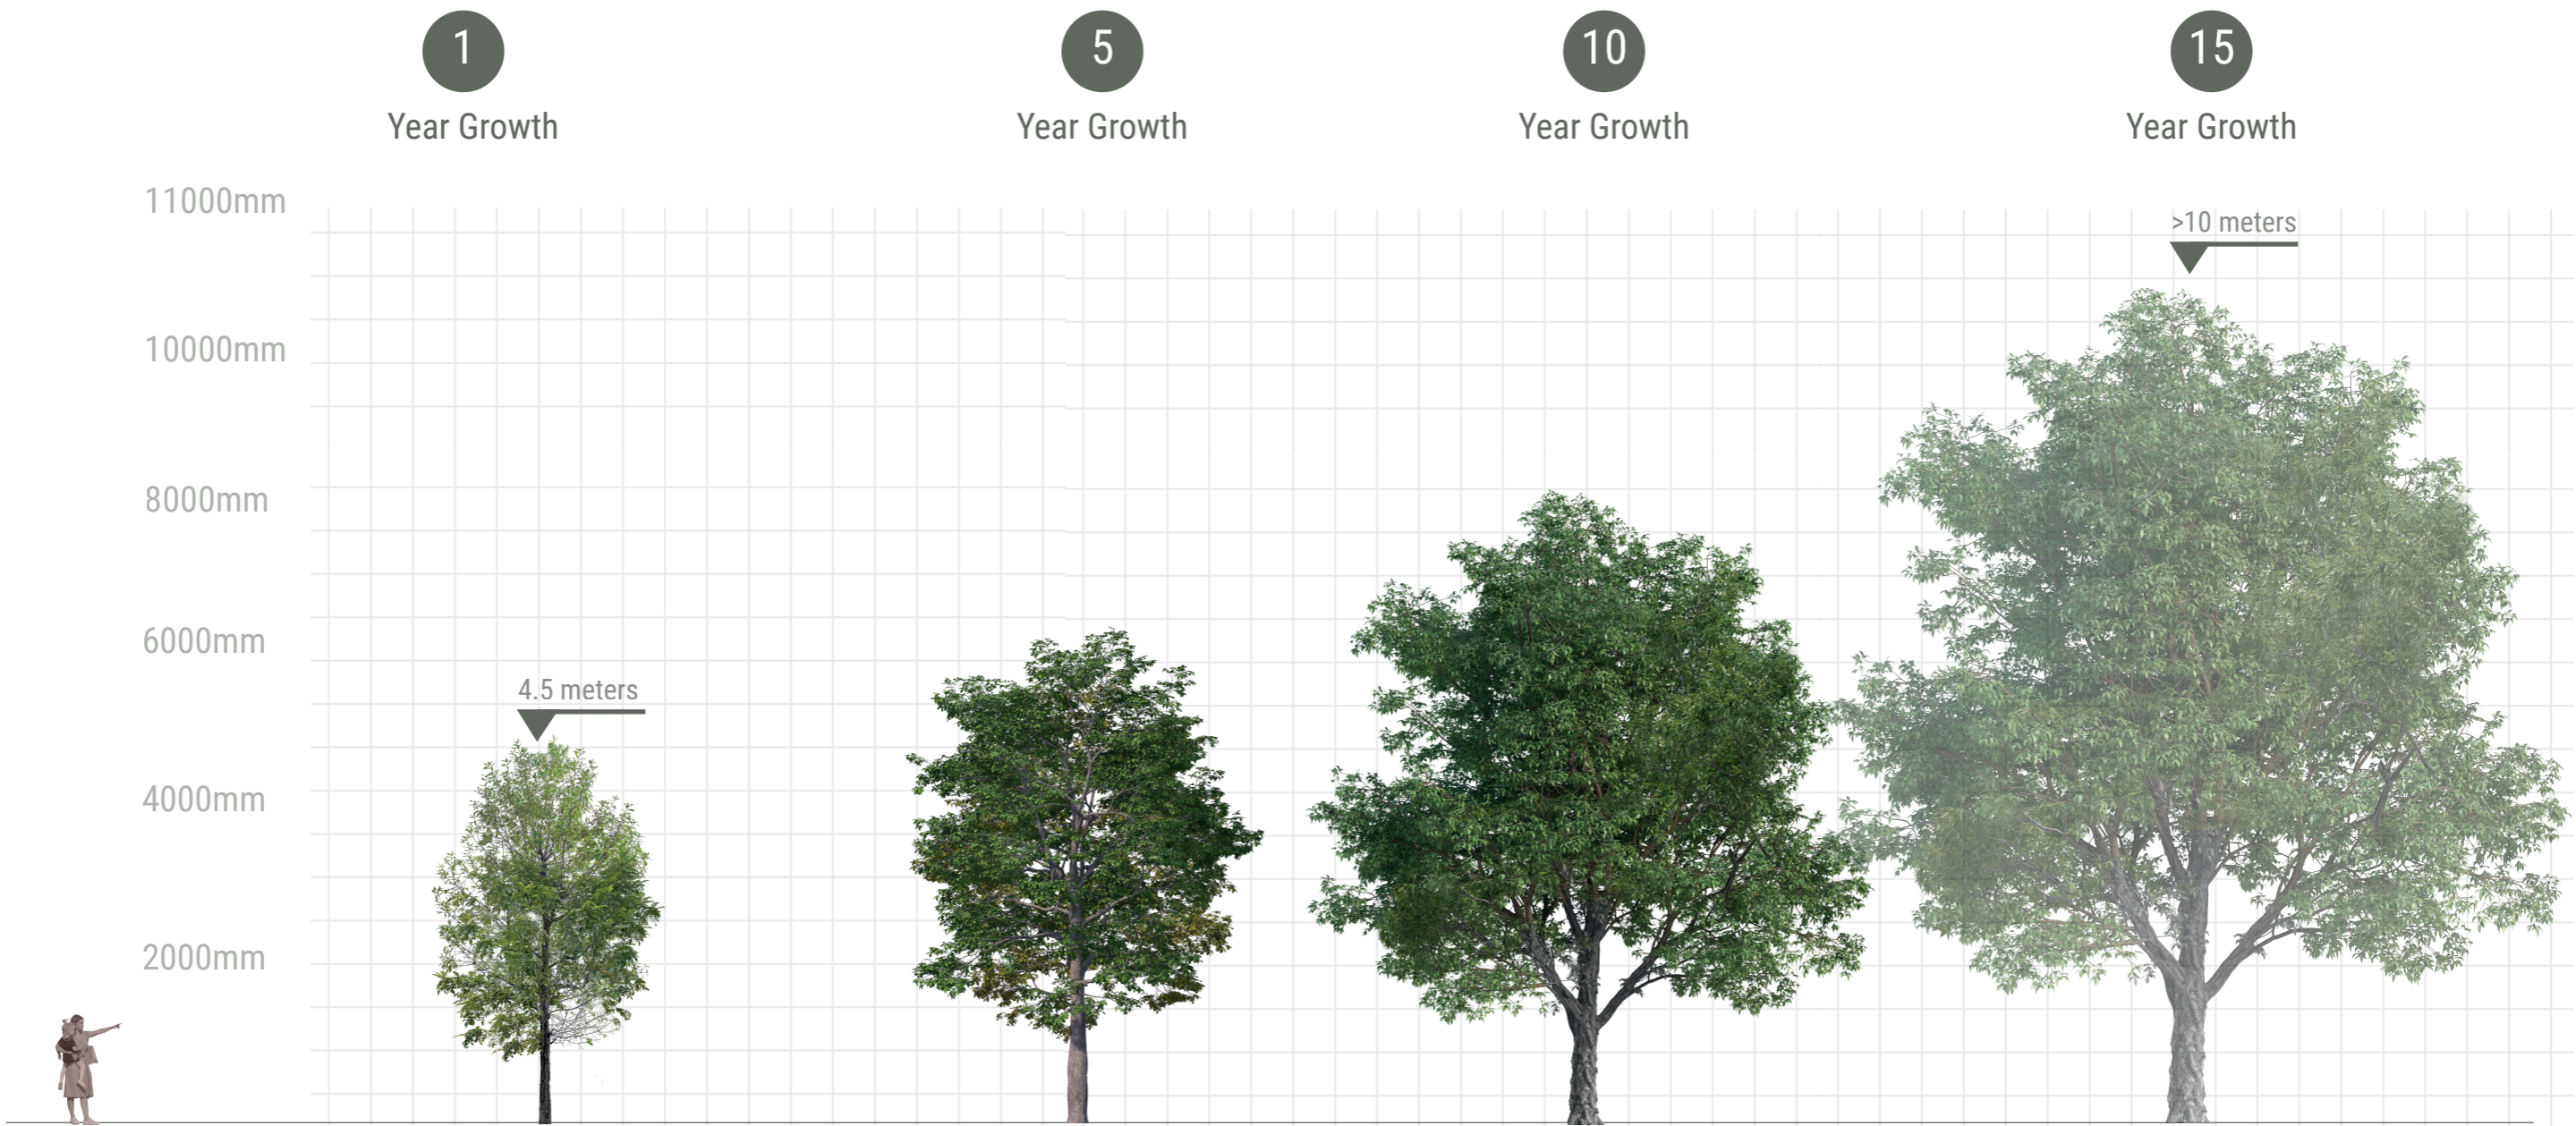 1
Year Growth
5
Year Growth
10
Year Growth
15
Year Growth
11000mm
10000mm
8000mm
6000mm
4000mm
2000mm
4.5 meters
>10 meters